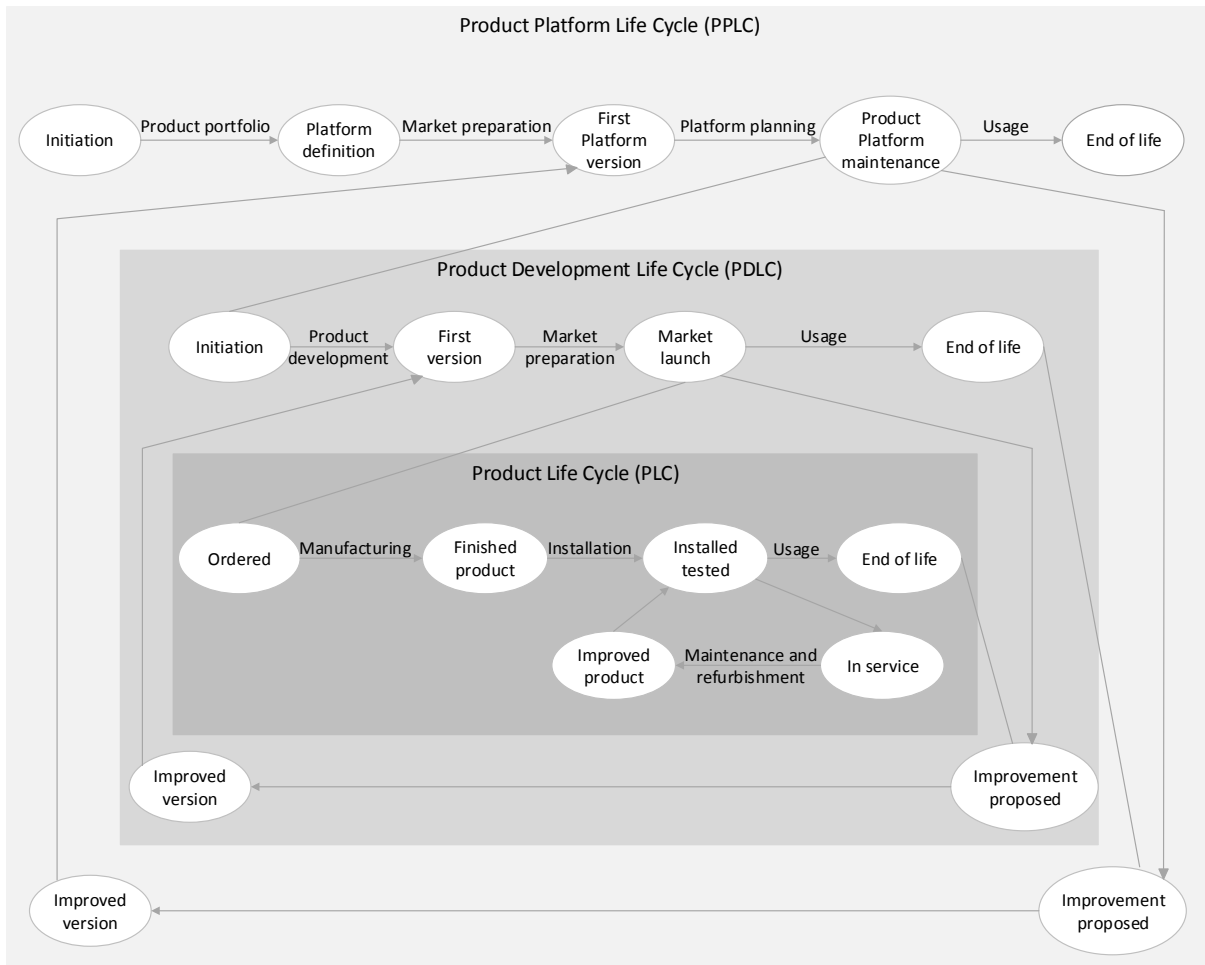 Product Platform Life Cycle (PPLC)
Initiation
Product portfolio
Platform
definition
Market preparation
First
Platform
version
Platform planning
Product
Platform
maintenance
Usage
End of life
Product Development Life Cycle (PDLC)
Initiation
Product
development
First
version
Market
preparation
Market
launch
Usage
End of life
Product Life Cycle (PLC)
Ordered
Manufacturing
Finished
product
Installation
Installed
tested
Usage
End of life
Improved
product
Maintenance and
refurbishment
In service
Improved
version
Improvement
proposed
Improved
version
Improvement
proposed